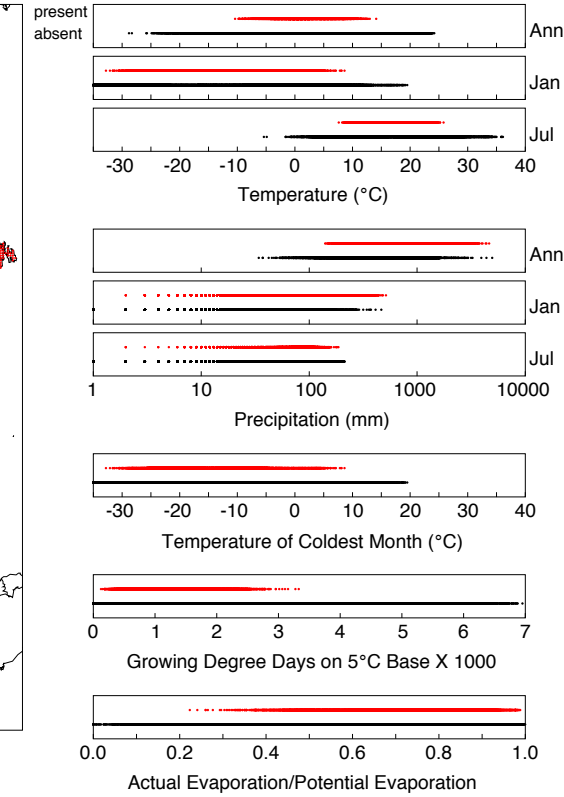 present
absent
Ann
Jan
Jul
-30 -20 -10 0 10 20 30 40
Temperature (°C)
Ann
Jan
Jul
1 10 100 1000 10000
Precipitation (mm)
-30 -20 -10 0 10 20 30 40
Temperature of Coldest Month (°C)
0 1 2 3 4 5 6 7
Growing Degree Days on 5°C Base X 1000
0.0 0.2 0.4 0.6 0.8 1.0
Actual Evaporation/Potential Evaporation